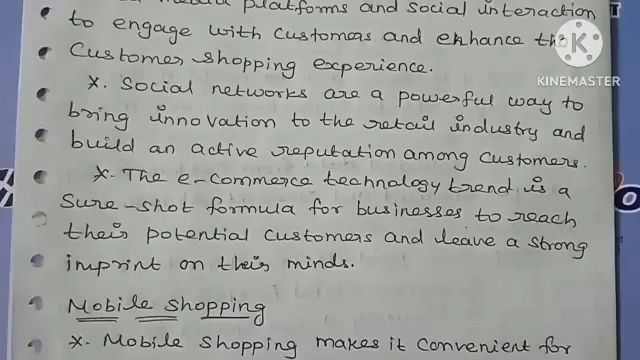 media platforms and social interaction
to engage with customers and enhance the
Customer shopping experience.
*. Social networks are a powerful way to
bring innovation to the retail industry and
build an active reputation among customers.
*. The e-commerce technology trend is a
Sure-shot formula for businesses to reach
their potential customers and leave a strong
imprint on their minds.
Mobile Shopping
*. Mobile Shopping makes it convenient for
KINEMASTER